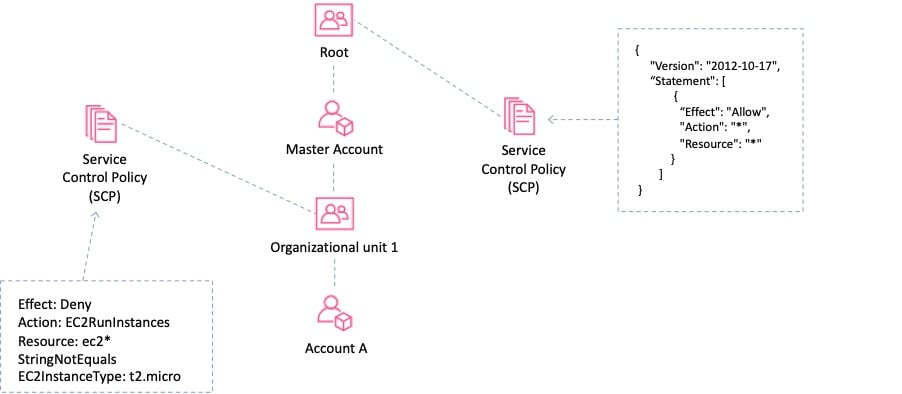 Root
Master Account
Organizational unit 1
Account A
Service
Control Policy
(SCP)
Effect: Deny
Action: EC2RunInstances
Resource: ec2*
StringNotEquals
EC2InstanceType: t2.micro
Service
Control Policy
(SCP)
{
"Version": "2012-10-17",
“Statement": [
{
“Effect": "Allow",
"Action": "*",
"Resource": "*"
}
]
}